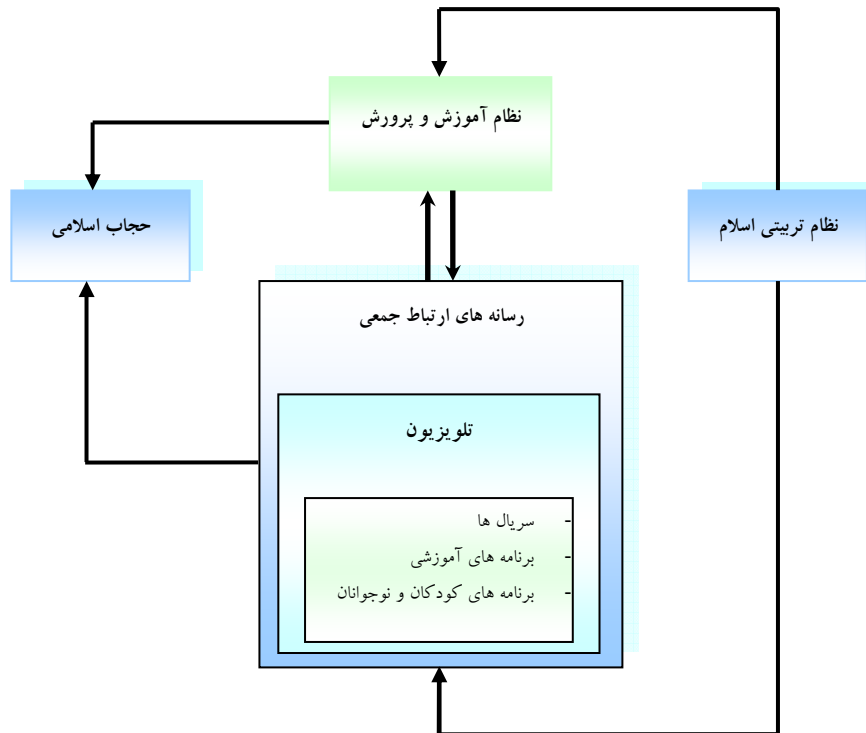 نظام آموزش و پرورش
نظام تربیتی اسلام
حجاب اسلامی
رسانه های ارتباط جمعی
تلویزیون
- سریال ها
- برنامه های آموزشی
- برنامه های کودکان و نوجوانان